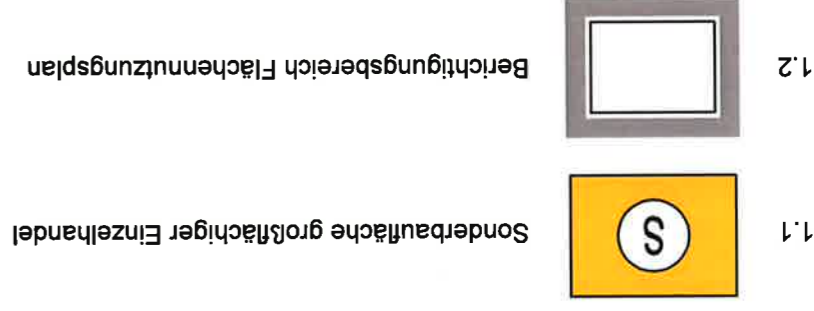 1.1 S Sonderbaufläche großflächiger Einzelhandel
1.2 Berichtigungsbereich Flächennutzungsplan